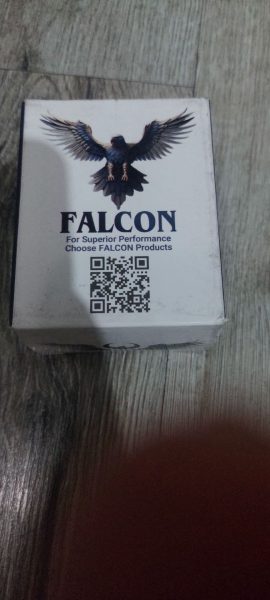 FALCON
For Superior Performance
Choose FALCON Products